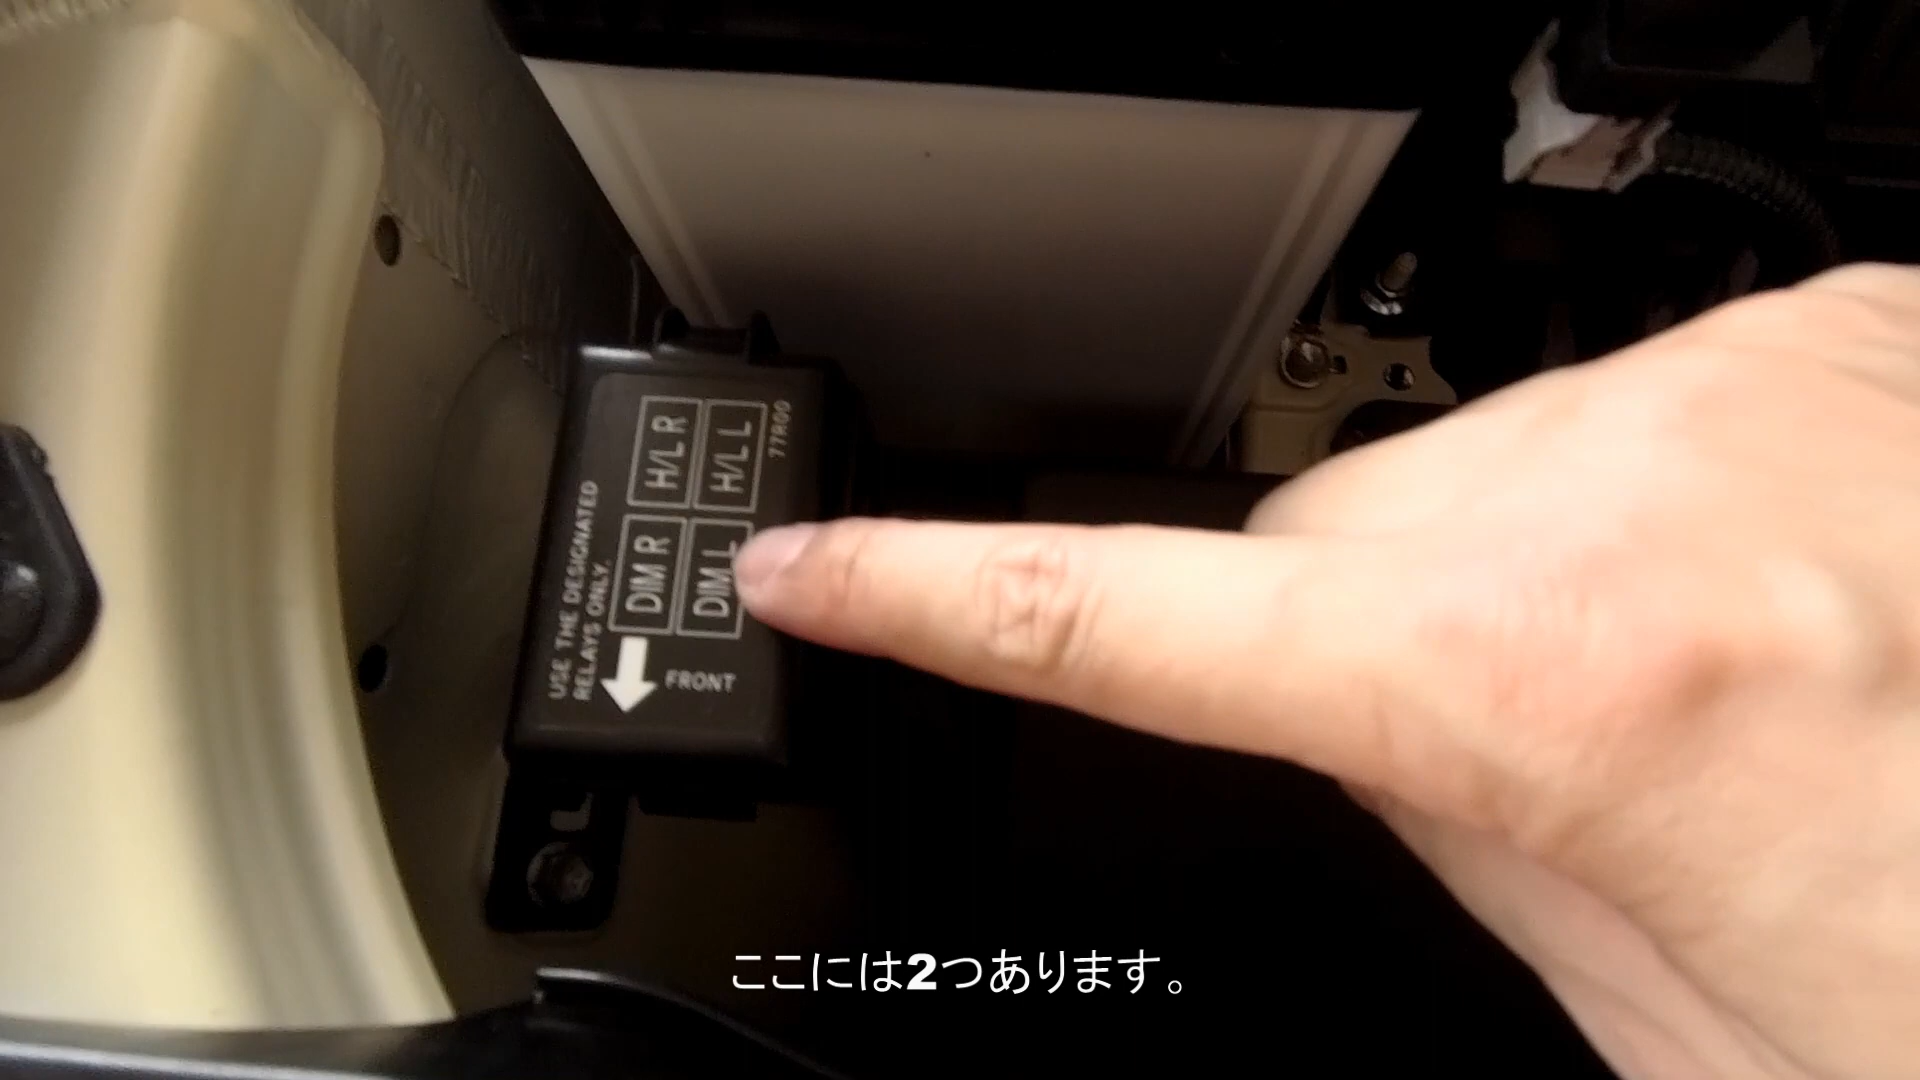 USE THE DESIGNATED
RELAYS ONLY.
DIM R
H/L R
DIM L
H/L L
77R00
FRONT
ここには2つあります。